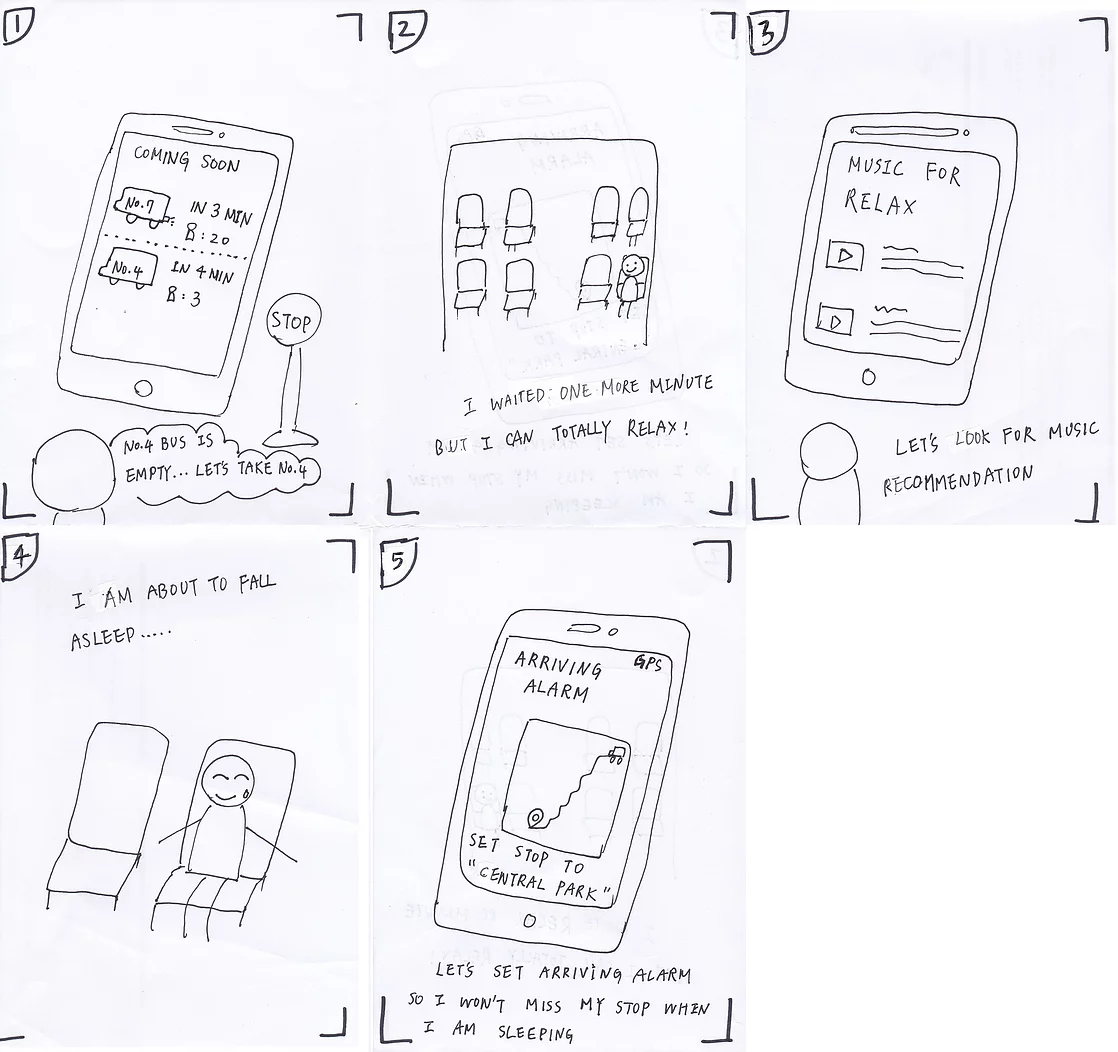 1
COMING SOON
No.7
IN 3 MIN
: 20
No.4
IN 4 MIN
: 3
STOP
No.4 BUS IS
EMPTY... LET'S TAKE No.4
2
I WAITED ONE MORE MINUTE
BUT I CAN TOTALLY RELAX!
3
MUSIC FOR
RELAX
LET'S LOOK FOR MUSIC
RECOMMENDATION
4
I AM ABOUT TO FALL
ASLEEP.....
5
ARRIVING
ALARM
GPS
SET STOP TO
"CENTRAL PARK"
LET'S SET ARRIVING ALARM
SO I WON'T MISS MY STOP WHEN
I AM SLEEPING